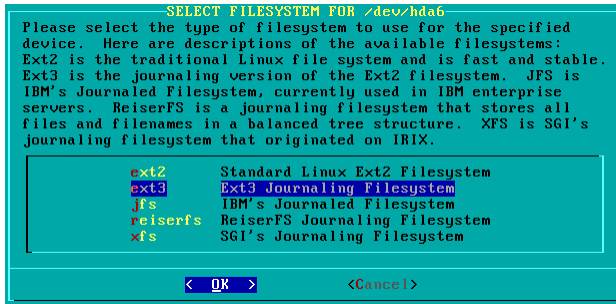 SELECT FILESYSTEM FOR /dev/hda6
Please select the type of filesystem to use for the specified
device.  Here are descriptions of the available filesystems:
Ext2 is the traditional Linux file system and is fast and stable.
Ext3 is the journaling version of the Ext2 filesystem.  JFS is
IBM's Journaled Filesystem, currently used in IBM enterprise
servers.  ReiserFS is a journaling filesystem that stores all
files and filenames in a balanced tree structure.  XFS is SGI's
journaling filesystem that originated on IRIX.
ext2 Standard Linux Ext2 Filesystem
ext3 Ext3 Journaling Filesystem
jfs IBM's Journaled Filesystem
reiserfs ReiserFS Journaling Filesystem
xfs SGI's Journaling Filesystem
< OK > <Cancel>